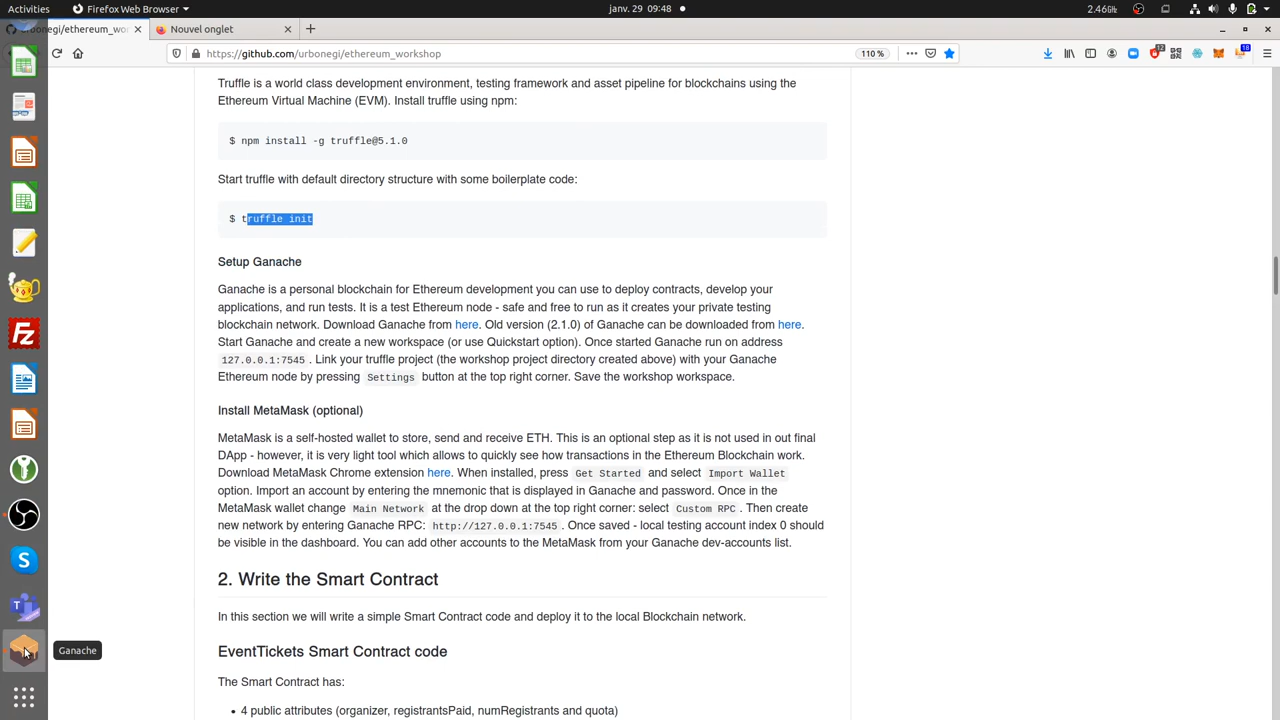 Activities
Firefox Web Browser
janv. 29 09:48
urbonegi/ethereum_wo
Nouvel onglet
https://github.com/urbonegi/ethereum_workshop
110 %
12
18
Truffle is a world class development environment, testing framework and asset pipeline for blockchains using the
Ethereum Virtual Machine (EVM). Install truffle using npm:
$ npm install -g truffle@5.1.0
Start truffle with default directory structure with some boilerplate code:
$ truffle init
Setup Ganache
Ganache is a personal blockchain for Ethereum development you can use to deploy contracts, develop your
applications, and run tests. It is a test Ethereum node - safe and free to run as it creates your private testing
blockchain network. Download Ganache from here. Old version (2.1.0) of Ganache can be downloaded from here.
Start Ganache and create a new workspace (or use Quickstart option). Once started Ganache run on address
127.0.0.1:7545 . Link your truffle project (the workshop project directory created above) with your Ganache
Ethereum node by pressing Settings button at the top right corner. Save the workshop workspace.
Install MetaMask (optional)
MetaMask is a self-hosted wallet to store, send and receive ETH. This is an optional step as it is not used in out final
DApp - however, it is very light tool which allows to quickly see how transactions in the Ethereum Blockchain work.
Download MetaMask Chrome extension here. When installed, press Get Started and select Import Wallet
option. Import an account by entering the mnemonic that is displayed in Ganache and password. Once in the
MetaMask wallet change Main Network at the drop down at the top right corner: select Custom RPC . Then create
new network by entering Ganache RPC: http://127.0.0.1:7545 . Once saved - local testing account index 0 should
be visible in the dashboard. You can add other accounts to the MetaMask from your Ganache dev-accounts list.
2. Write the Smart Contract
In this section we will write a simple Smart Contract code and deploy it to the local Blockchain network.
Ganache
EventTickets Smart Contract code
The Smart Contract has:
• 4 public attributes (organizer, registrantsPaid, numRegistrants and quota)